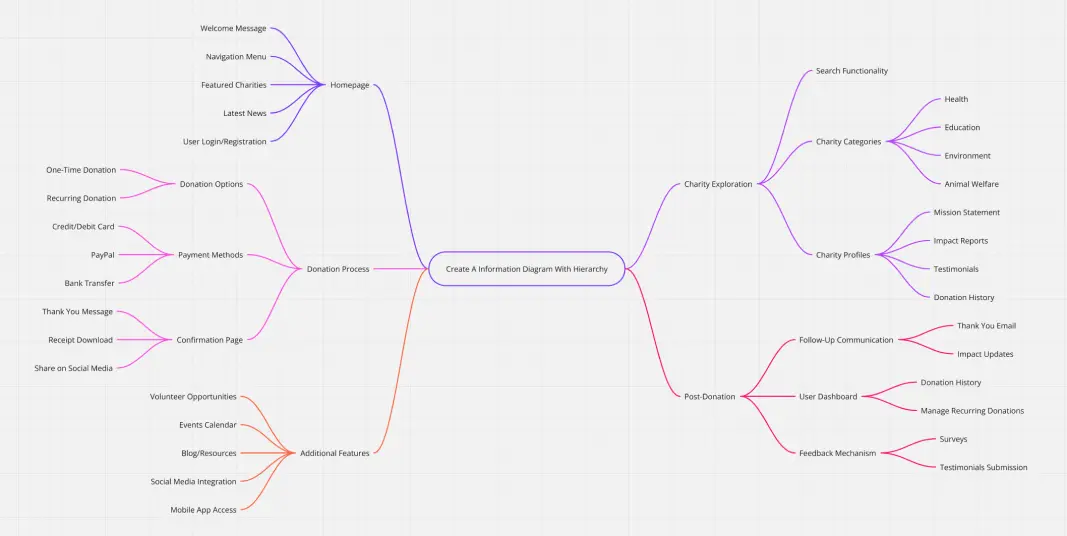 Create A Information Diagram With Hierarchy
Homepage
Welcome Message
Navigation Menu
Featured Charities
Latest News
User Login/Registration
Donation Process
Donation Options
One-Time Donation
Recurring Donation
Payment Methods
Credit/Debit Card
PayPal
Bank Transfer
Confirmation Page
Thank You Message
Receipt Download
Share on Social Media
Additional Features
Volunteer Opportunities
Events Calendar
Blog/Resources
Social Media Integration
Mobile App Access
Charity Exploration
Search Functionality
Charity Categories
Health
Education
Environment
Animal Welfare
Charity Profiles
Mission Statement
Impact Reports
Testimonials
Donation History
Post-Donation
Follow-Up Communication
Thank You Email
Impact Updates
User Dashboard
Donation History
Manage Recurring Donations
Feedback Mechanism
Surveys
Testimonials Submission